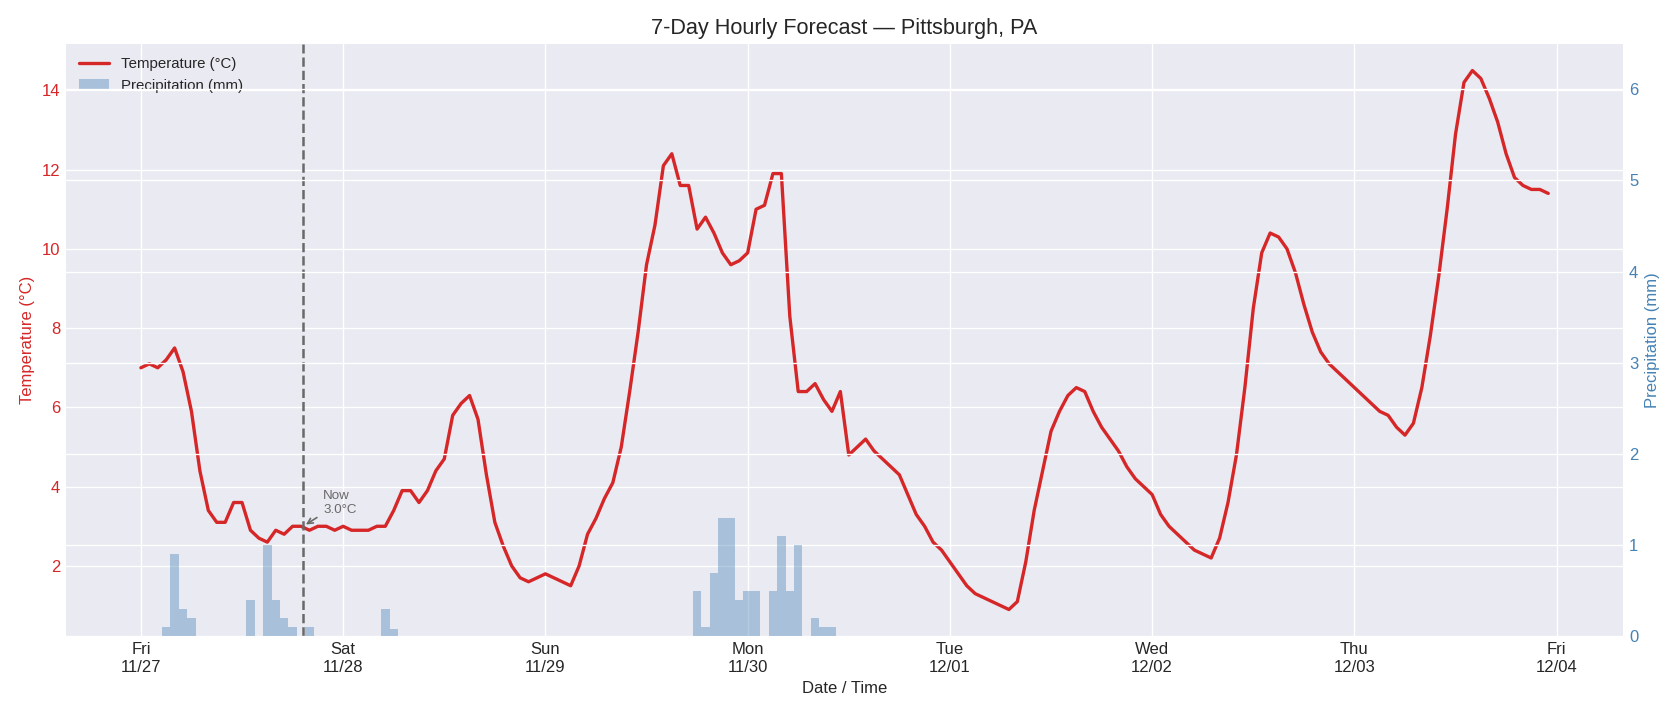 7-Day Hourly Forecast — Pittsburgh, PA
Temperature (°C)
Precipitation (mm)
14
12
10
8
6
4
2
Temperature (°C)
6
5
4
3
2
1
0
Precipitation (mm)
Now
3.0°C
Fri
11/27
Sat
11/28
Sun
11/29
Mon
11/30
Tue
12/01
Wed
12/02
Thu
12/03
Fri
12/04
Date / Time